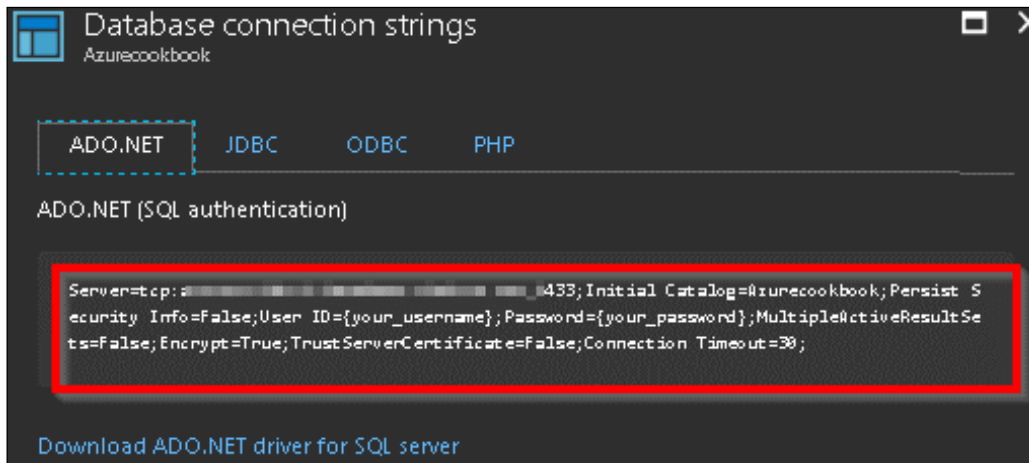 Database connection strings
Azurecookbook
ADO.NET JDBC ODBC PHP
ADO.NET (SQL authentication)
Server=tcp: 433;Initial Catalog=Azurecookbook;Persist S
ecurity Info=False;User ID={your_username};Password={your_password};MultipleActiveResultSe
ts=False;Encrypt=True;TrustServerCertificate=False;Connection Timeout=30;
Download ADO.NET driver for SQL server